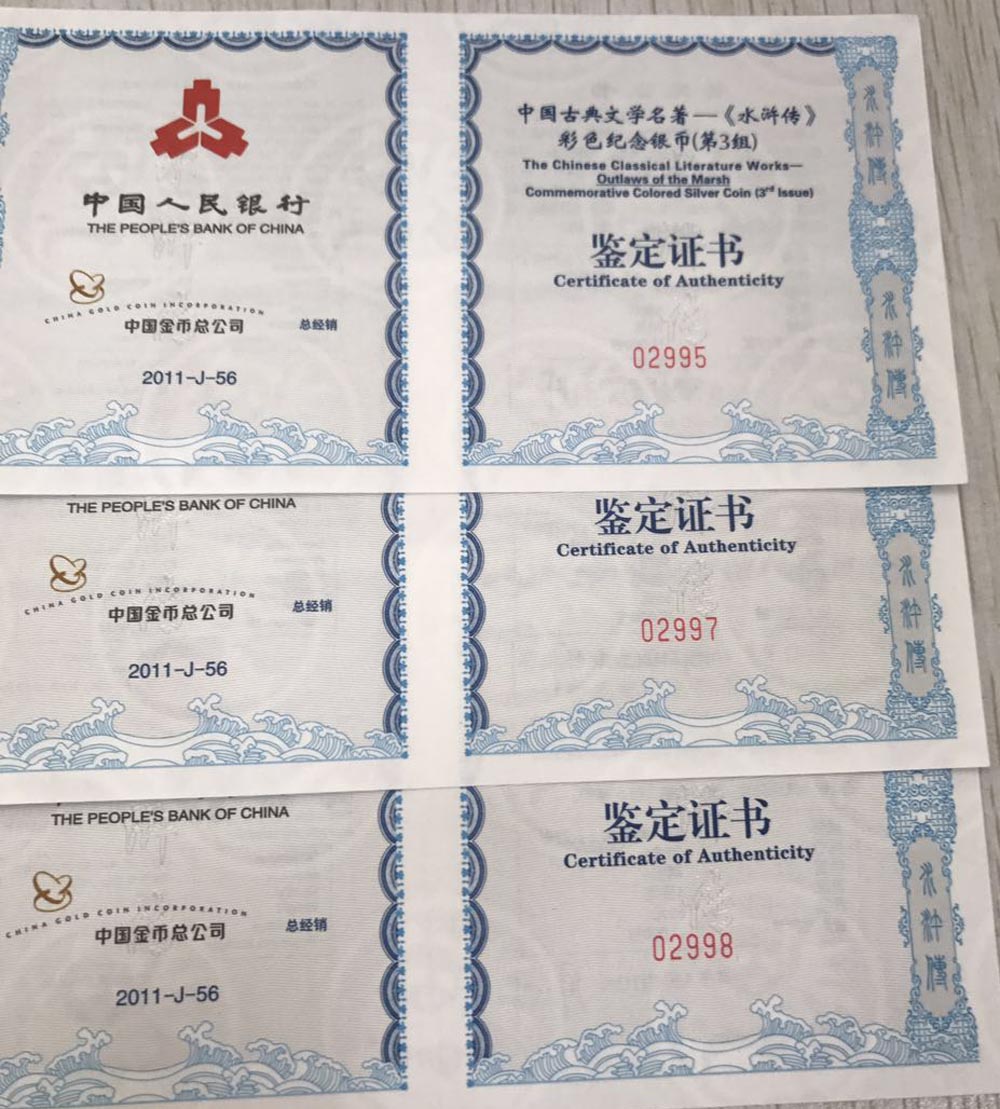 中国人民银行
THE PEOPLE'S BANK OF CHINA
CHINA GOLD COIN INCORPORATION
中国金币总公司 总经销
2011-J-56
中国古典文学名著—《水浒传》
彩色纪念银币(第3组)
The Chinese Classical Literature Works—
Outlaws of the Marsh
Commemorative Colored Silver Coin (3rd Issue)
鉴定证书
Certificate of Authenticity
02995
水浒傳
水浒傳
THE PEOPLE'S BANK OF CHINA
CHINA GOLD COIN INCORPORATION
中国金币总公司 总经销
2011-J-56
鉴定证书
Certificate of Authenticity
02997
水浒傳
THE PEOPLE'S BANK OF CHINA
CHINA GOLD COIN INCORPORATION
中国金币总公司 总经销
2011-J-56
鉴定证书
Certificate of Authenticity
02998
水浒傳